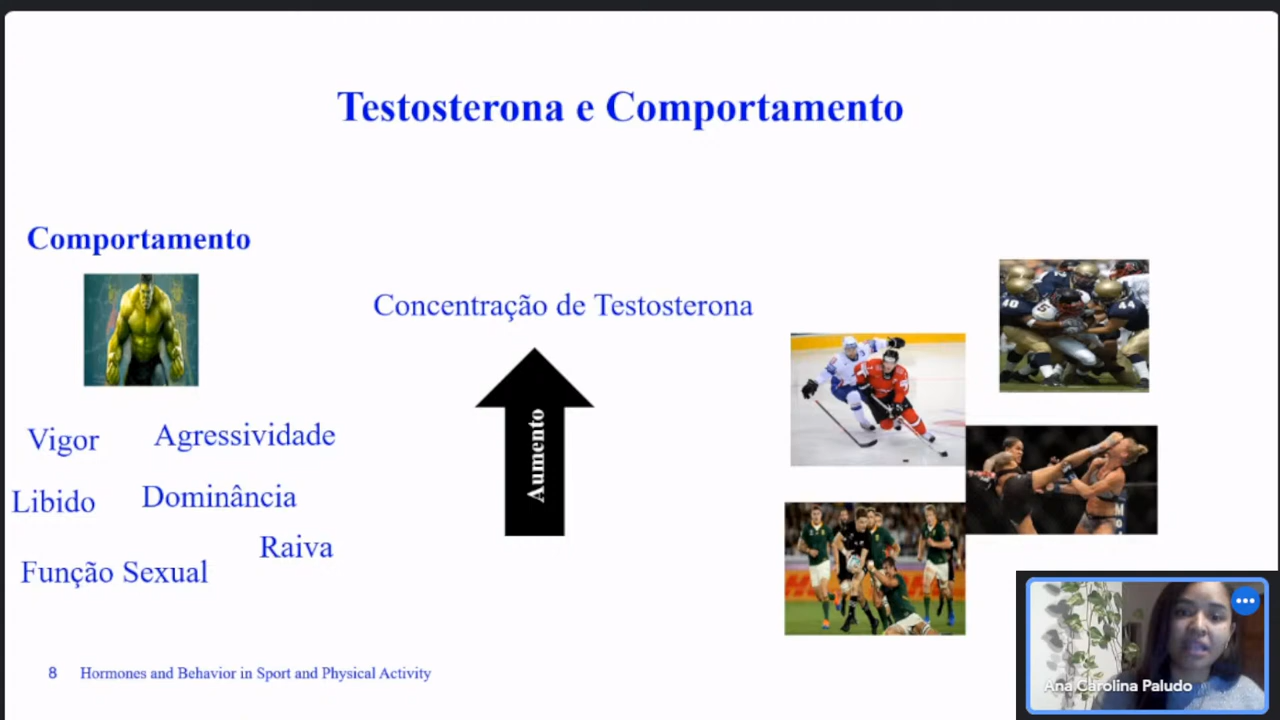 Testosterona e Comportamento
Comportamento
Concentração de Testosterona
Aumento
Vigor
Agressividade
Libido
Dominância
Raiva
Função Sexual
8 Hormones and Behavior in Sport and Physical Activity
Ana Carolina Paludo